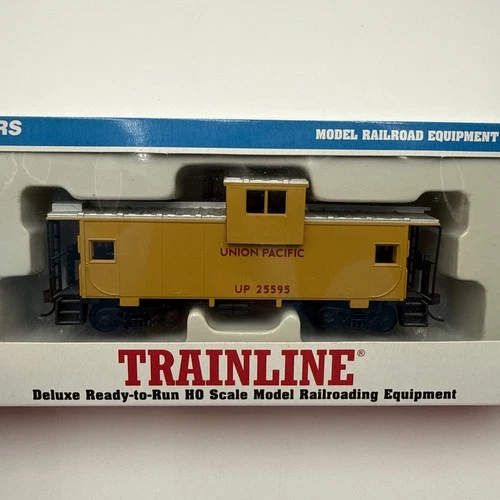 RS
MODEL RAILROAD EQUIPMENT
UNION PACIFIC
UP 25595
TRAINLINE®
Deluxe Ready-to-Run HO Scale Model Railroading Equipment